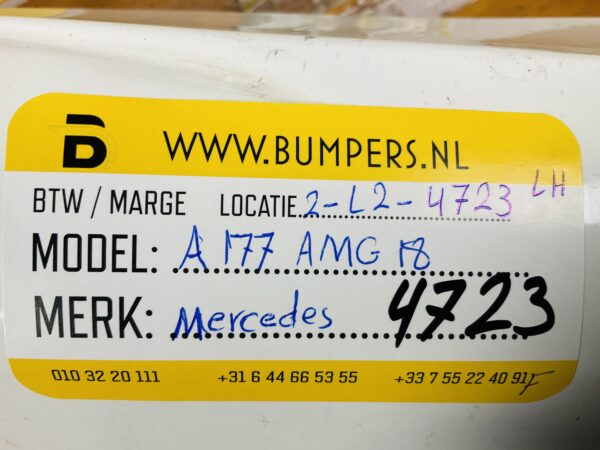 B WWW.BUMPERS.NL
BTW / MARGE LOCATIE: 2-L2-4723 LH
MODEL: A177 AMG 18
MERK: Mercedes 4723
010 32 20 111 +31 6 44 66 53 55 +33 7 55 22 40 91 F